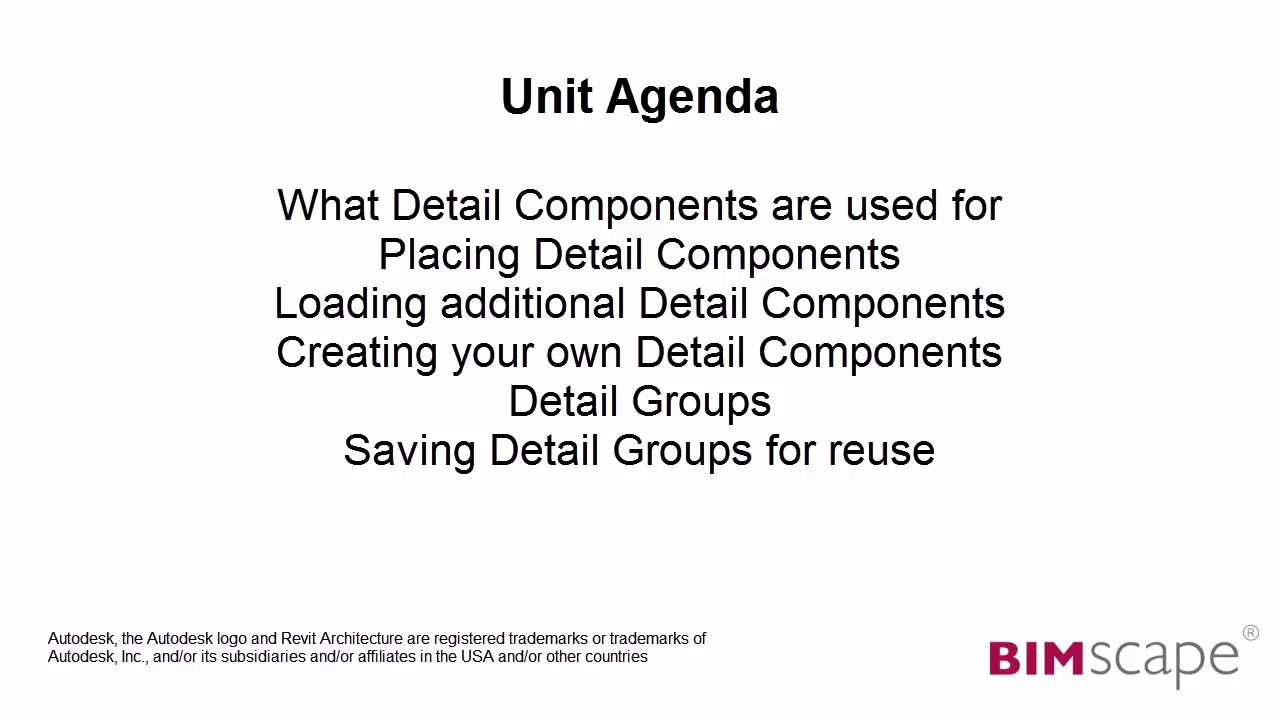 Unit Agenda
What Detail Components are used for
Placing Detail Components
Loading additional Detail Components
Creating your own Detail Components
Detail Groups
Saving Detail Groups for reuse
Autodesk, the Autodesk logo and Revit Architecture are registered trademarks or trademarks of
Autodesk, Inc., and/or its subsidiaries and/or affiliates in the USA and/or other countries
BIMscape®